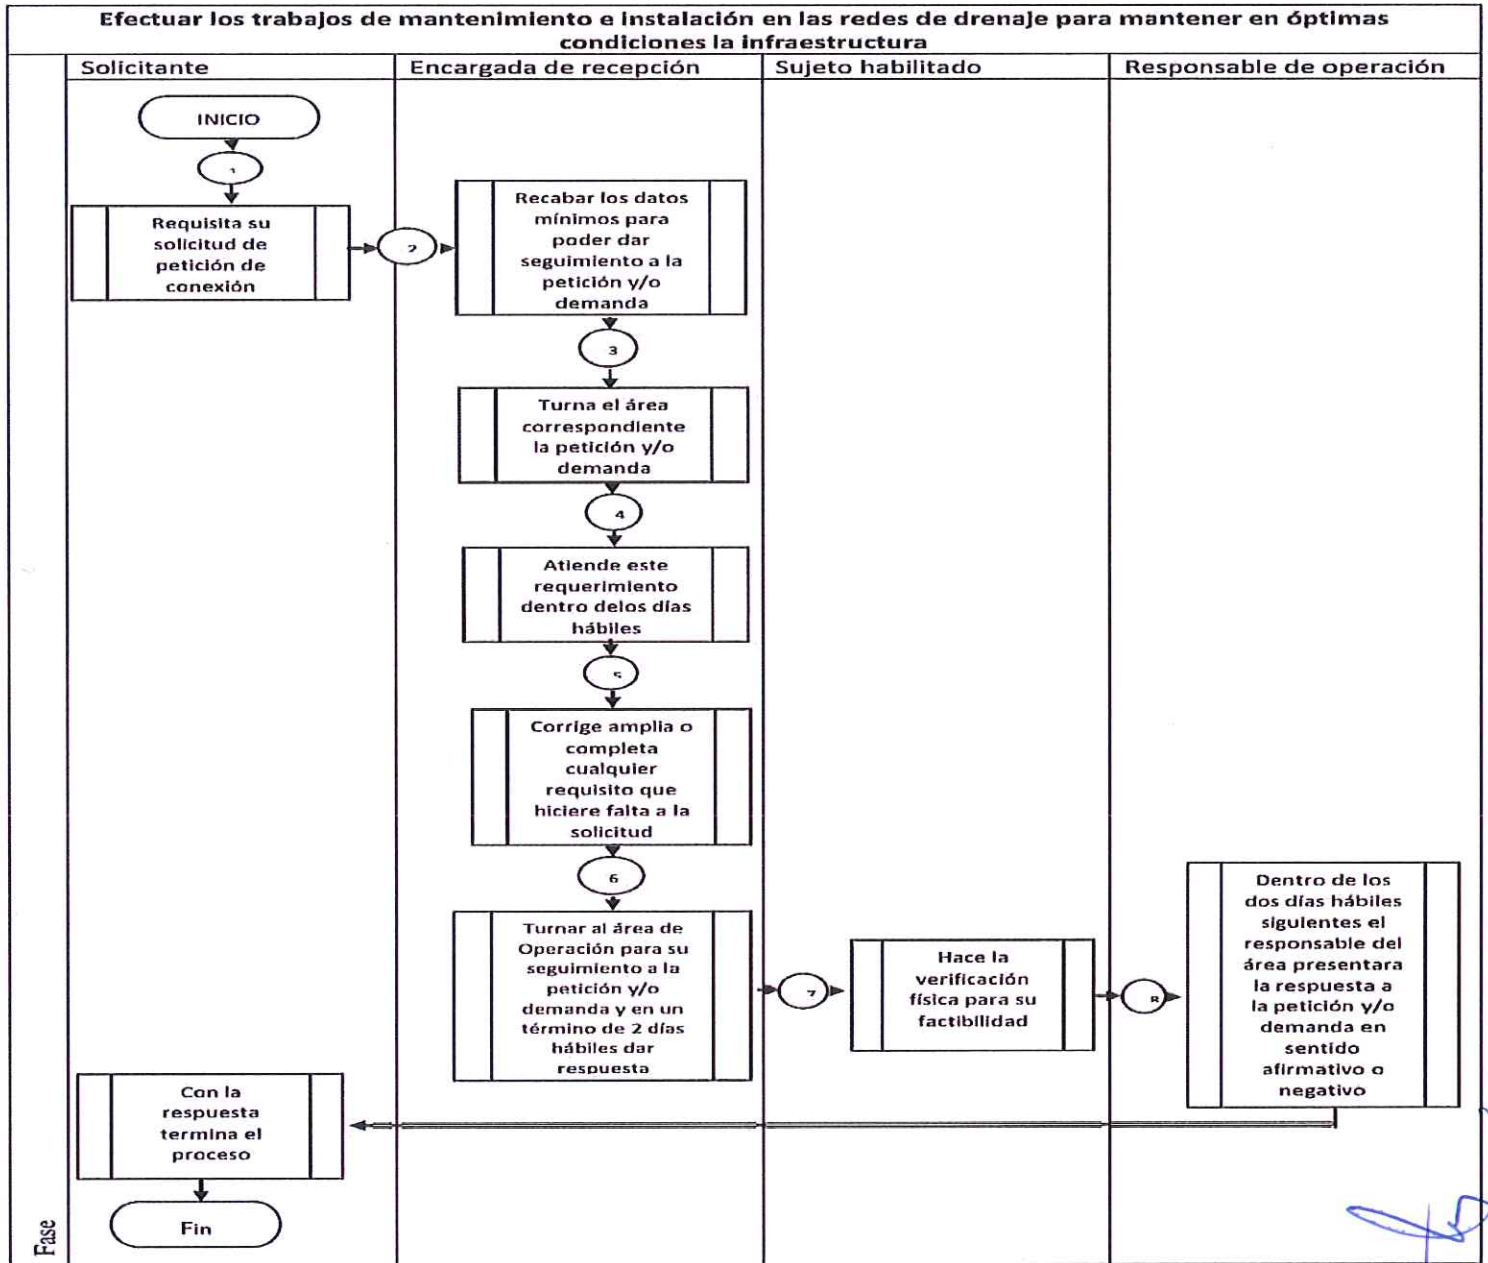 Efectuar los trabajos de mantenimiento e instalación en las redes de drenaje para mantener en óptimas
condiciones la infraestructura
Solicitante
Encargada de recepción
Sujeto habilitado
Responsable de operación
INICIO
1
Requisita su
solicitud de
petición de
conexión
2
Recabar los datos
mínimos para
poder dar
seguimiento a la
petición y/o
demanda
3
Turna el área
correspondiente
la petición y/o
demanda
4
Atiende este
requerimiento
dentro delos días
hábiles
5
Corrige amplia o
completa
cualquier
requisito que
hiciere falta a la
solicitud
6
Turnar al área de
Operación para su
seguimiento a la
petición y/o
demanda y en un
término de 2 días
hábiles dar
respuesta
7
Hace la
verificación
física para su
factibilidad
8
Dentro de los
dos días hábiles
siguientes el
responsable del
área presentara
la respuesta a
la petición y/o
demanda en
sentido
afirmativo o
negativo
Con la
respuesta
termina el
proceso
Fin
Fase